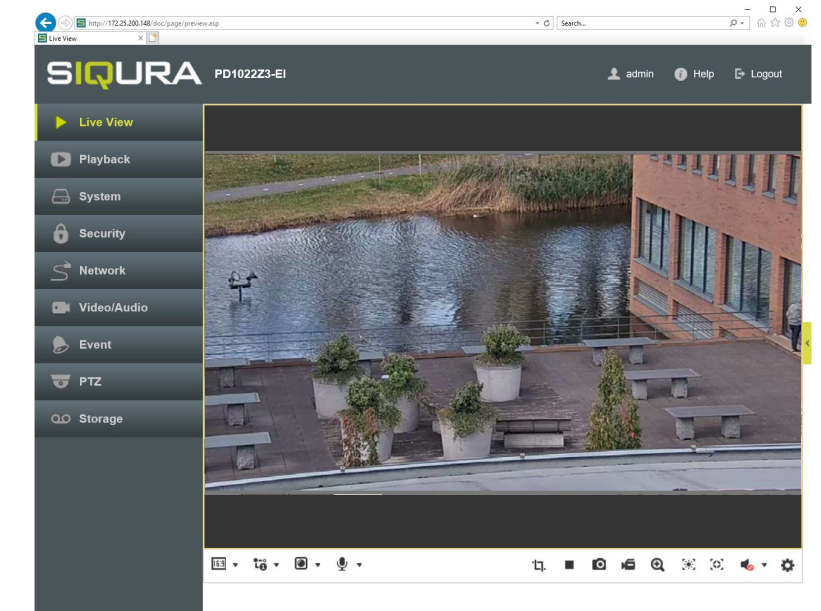 http://172.25.200.148/doc/page/preview.asp
Search...
Live View
SIQURA PD1022Z3-EI
admin
Help
Logout
Live View
Playback
System
Security
Network
Video/Audio
Event
PTZ
Storage
16:9